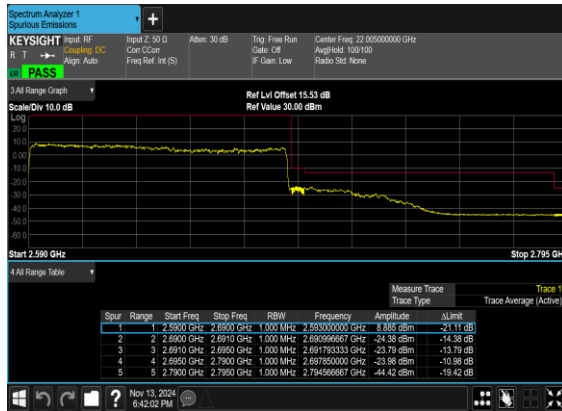 Spectrum Analyzer 1
Spurious Emissions
+
KEYSIGHT Input: RF Input Z: 50 Ω Atten: 30 dB Trig: Free Run Center Freq: 22.005000000 GHz
R T Coupling: DC Corr CCorr Gate: Off Avg|Hold: 100/100
Align: Auto Freq Ref: Int (S) IF Gain: Low Radio Std: None
PASS
3 All Range Graph
Ref Lvl Offset 15.53 dB
Scale/Div 10.0 dB Ref Value 30.00 dBm
Log
20.0
10.0
0.00
-10.0
-20.0
-30.0
-40.0
-50.0
-60.0
Start 2.590 GHz Stop 2.795 GH
4 All Range Table
Measure Trace Trace 1
Trace Type Trace Average (Active)
Spur Range Start Freq Stop Freq RBW Frequency Amplitude ΔLimit
1 1 2.5900 GHz 2.6900 GHz 1.000 MHz 2.593000000 GHz 8.885 dBm -21.11 dB
2 2 2.6900 GHz 2.6910 GHz 1.000 MHz 2.690996667 GHz -24.38 dBm -14.38 dB
3 3 2.6910 GHz 2.6950 GHz 1.000 MHz 2.691793333 GHz -23.79 dBm -13.79 dB
4 4 2.6950 GHz 2.7900 GHz 1.000 MHz 2.697850000 GHz -23.98 dBm -10.98 dB
5 5 2.7900 GHz 2.7950 GHz 1.000 MHz 2.794566667 GHz -44.42 dBm -19.42 dB
? Nov 13, 2024
6:42:02 PM